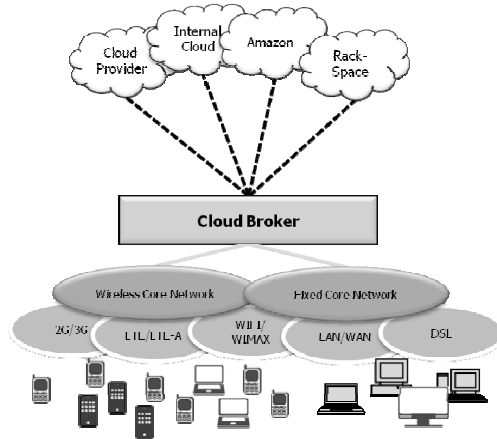 Cloud
Provider
Internal
Cloud
Amazon
Rack-
Space
Cloud Broker
Wireless Core Network
Fixed Core Network
2G/3G
LTE/LTE-A
WIFI/
WIMAX
LAN/WAN
DSL